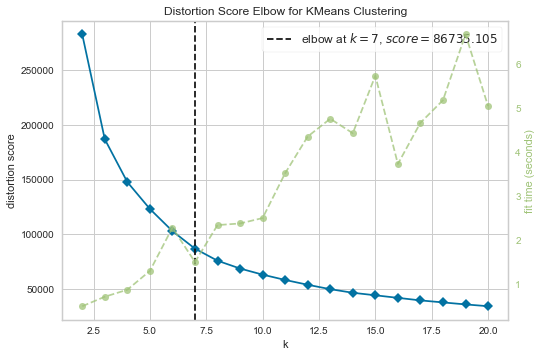 Distortion Score Elbow for KMeans Clustering
elbow at k = 7, score = 86735.105
250000
200000
150000
100000
50000
distortion score
6
5
4
3
2
1
fit time (seconds)
2.5 5.0 7.5 10.0 12.5 15.0 17.5 20.0
k